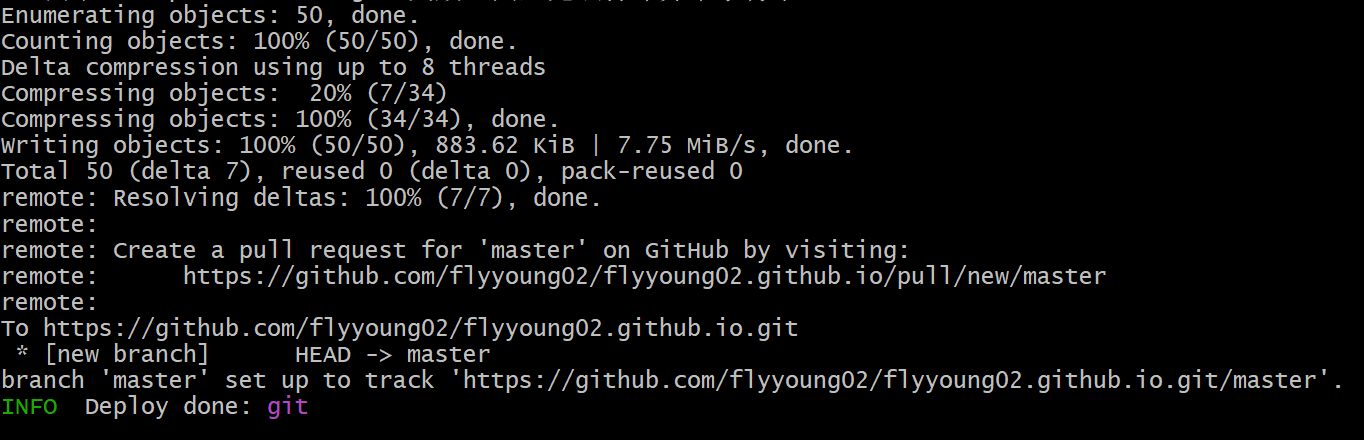 Enumerating objects: 50, done.
Counting objects: 100% (50/50), done.
Delta compression using up to 8 threads
Compressing objects:  20% (7/34)
Compressing objects: 100% (34/34), done.
Writing objects: 100% (50/50), 883.62 KiB | 7.75 MiB/s, done.
Total 50 (delta 7), reused 0 (delta 0), pack-reused 0
remote: Resolving deltas: 100% (7/7), done.
remote:
remote: Create a pull request for 'master' on GitHub by visiting:
remote:      https://github.com/flyyoung02/flyyoung02.github.io/pull/new/master
remote:
To https://github.com/flyyoung02/flyyoung02.github.io.git
 * [new branch]      HEAD -> master
branch 'master' set up to track 'https://github.com/flyyoung02/flyyoung02.github.io.git/master'.
INFO  Deploy done: git